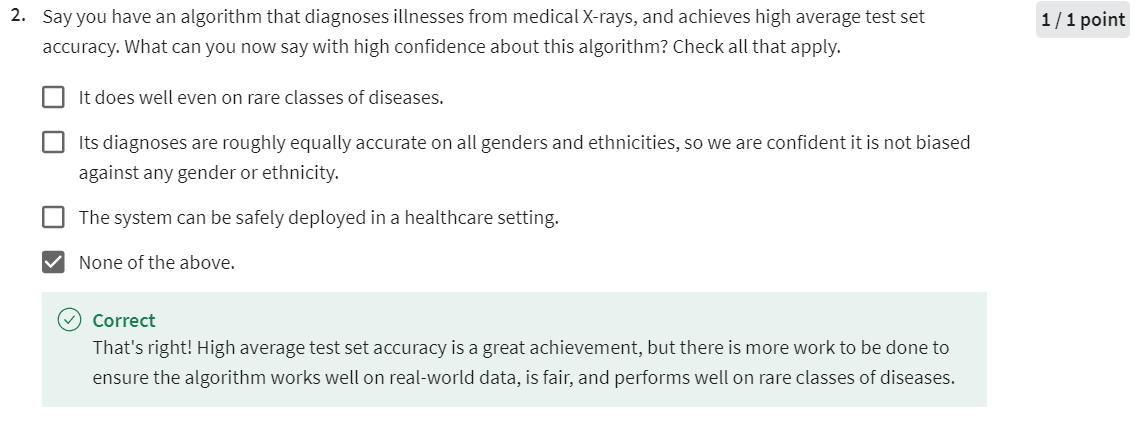 2. Say you have an algorithm that diagnoses illnesses from medical X-rays, and achieves high average test set
1 / 1 point
accuracy. What can you now say with high confidence about this algorithm? Check all that apply.
It does well even on rare classes of diseases.
Its diagnoses are roughly equally accurate on all genders and ethnicities, so we are confident it is not biased
against any gender or ethnicity.
The system can be safely deployed in a healthcare setting.
None of the above.
Correct
That's right! High average test set accuracy is a great achievement, but there is more work to be done to
ensure the algorithm works well on real-world data, is fair, and performs well on rare classes of diseases.